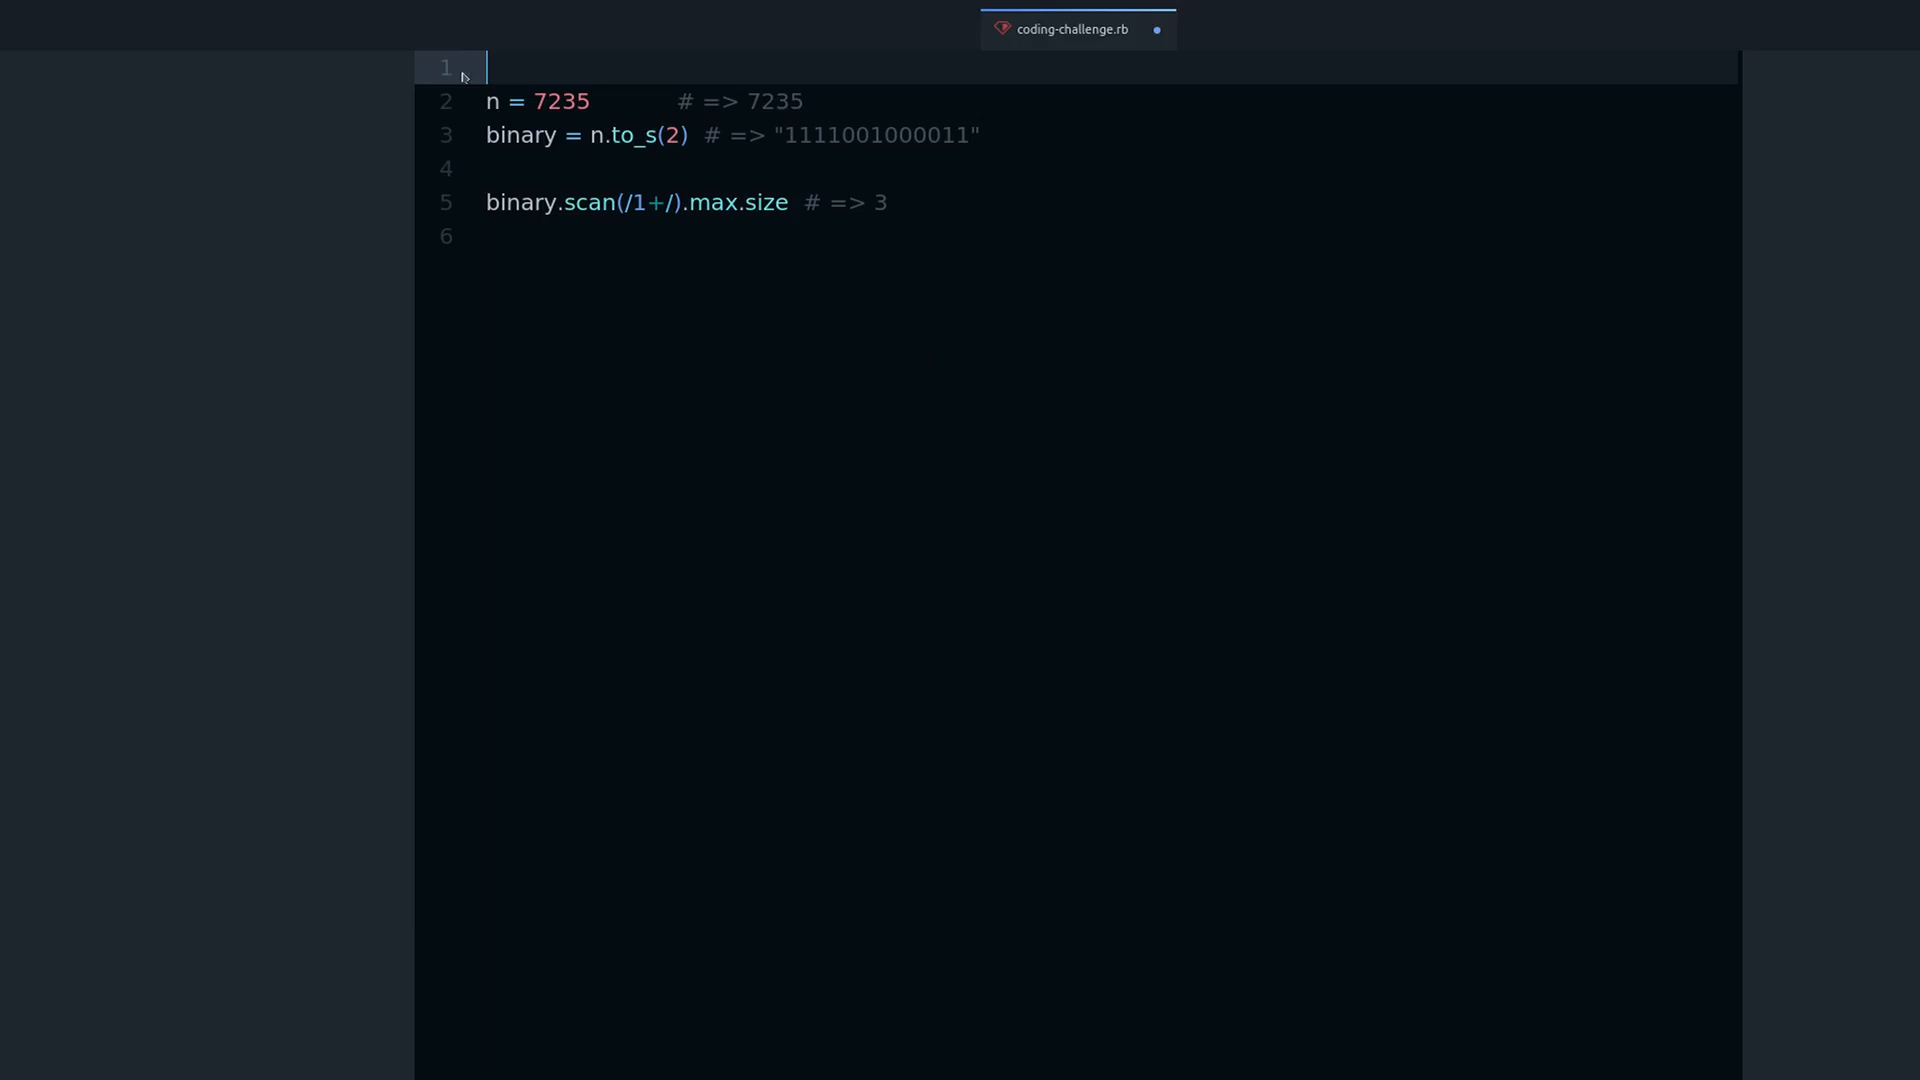 coding-challenge.rb
1
2 n = 7235 # => 7235
3 binary = n.to_s(2) # => "1111001000011"
4
5 binary.scan(/1+/).max.size # => 3
6